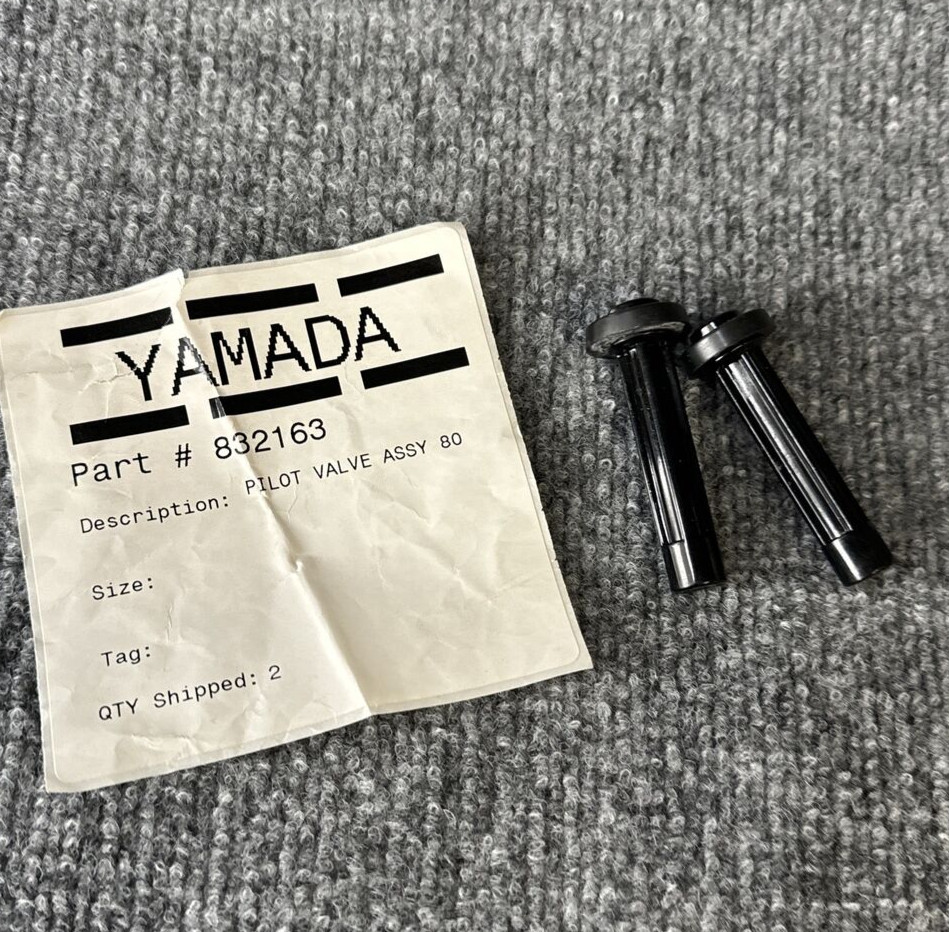 YAMADA
Part # 832163
Description: PILOT VALVE ASSY 80
Size:
Tag:
QTY Shipped: 2